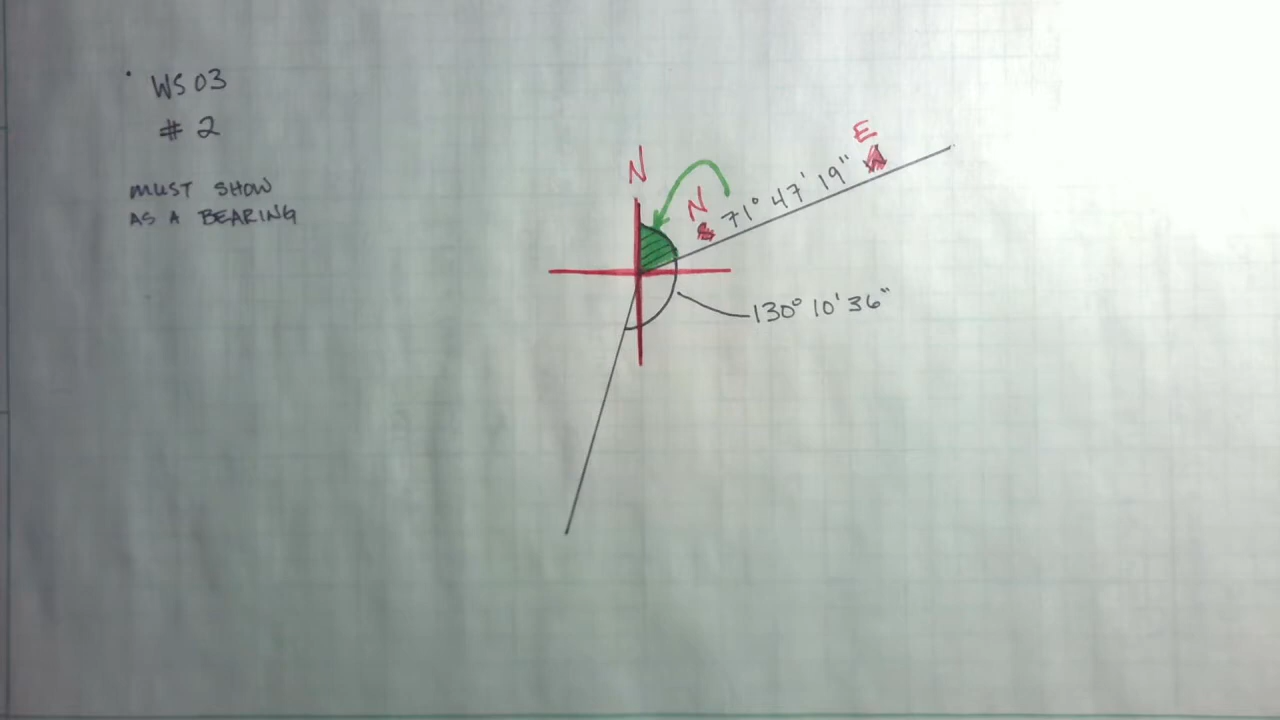 WS 03
# 2
MUST SHOW
AS A BEARING
N
E
N
71° 47' 19"
130° 10' 36"